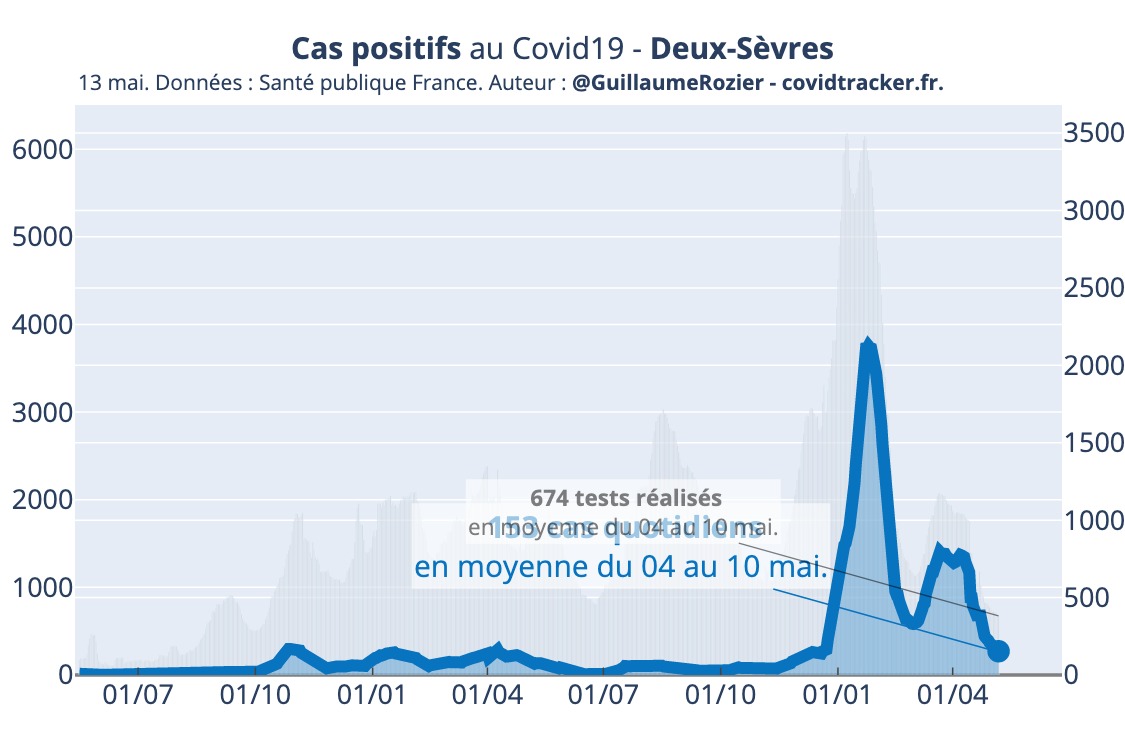 Cas positifs au Covid19 - Deux-Sèvres
13 mai. Données : Santé publique France. Auteur : @GuillaumeRozier - covidtracker.fr.
6000
5000
4000
3000
2000
1000
0
3500
3000
2500
2000
1500
1000
500
0
674 tests réalisés
en moyenne du 04 au 10 mai.
153 cas quotidiens
en moyenne du 04 au 10 mai.
01/07 01/10 01/01 01/04 01/07 01/10 01/01 01/04